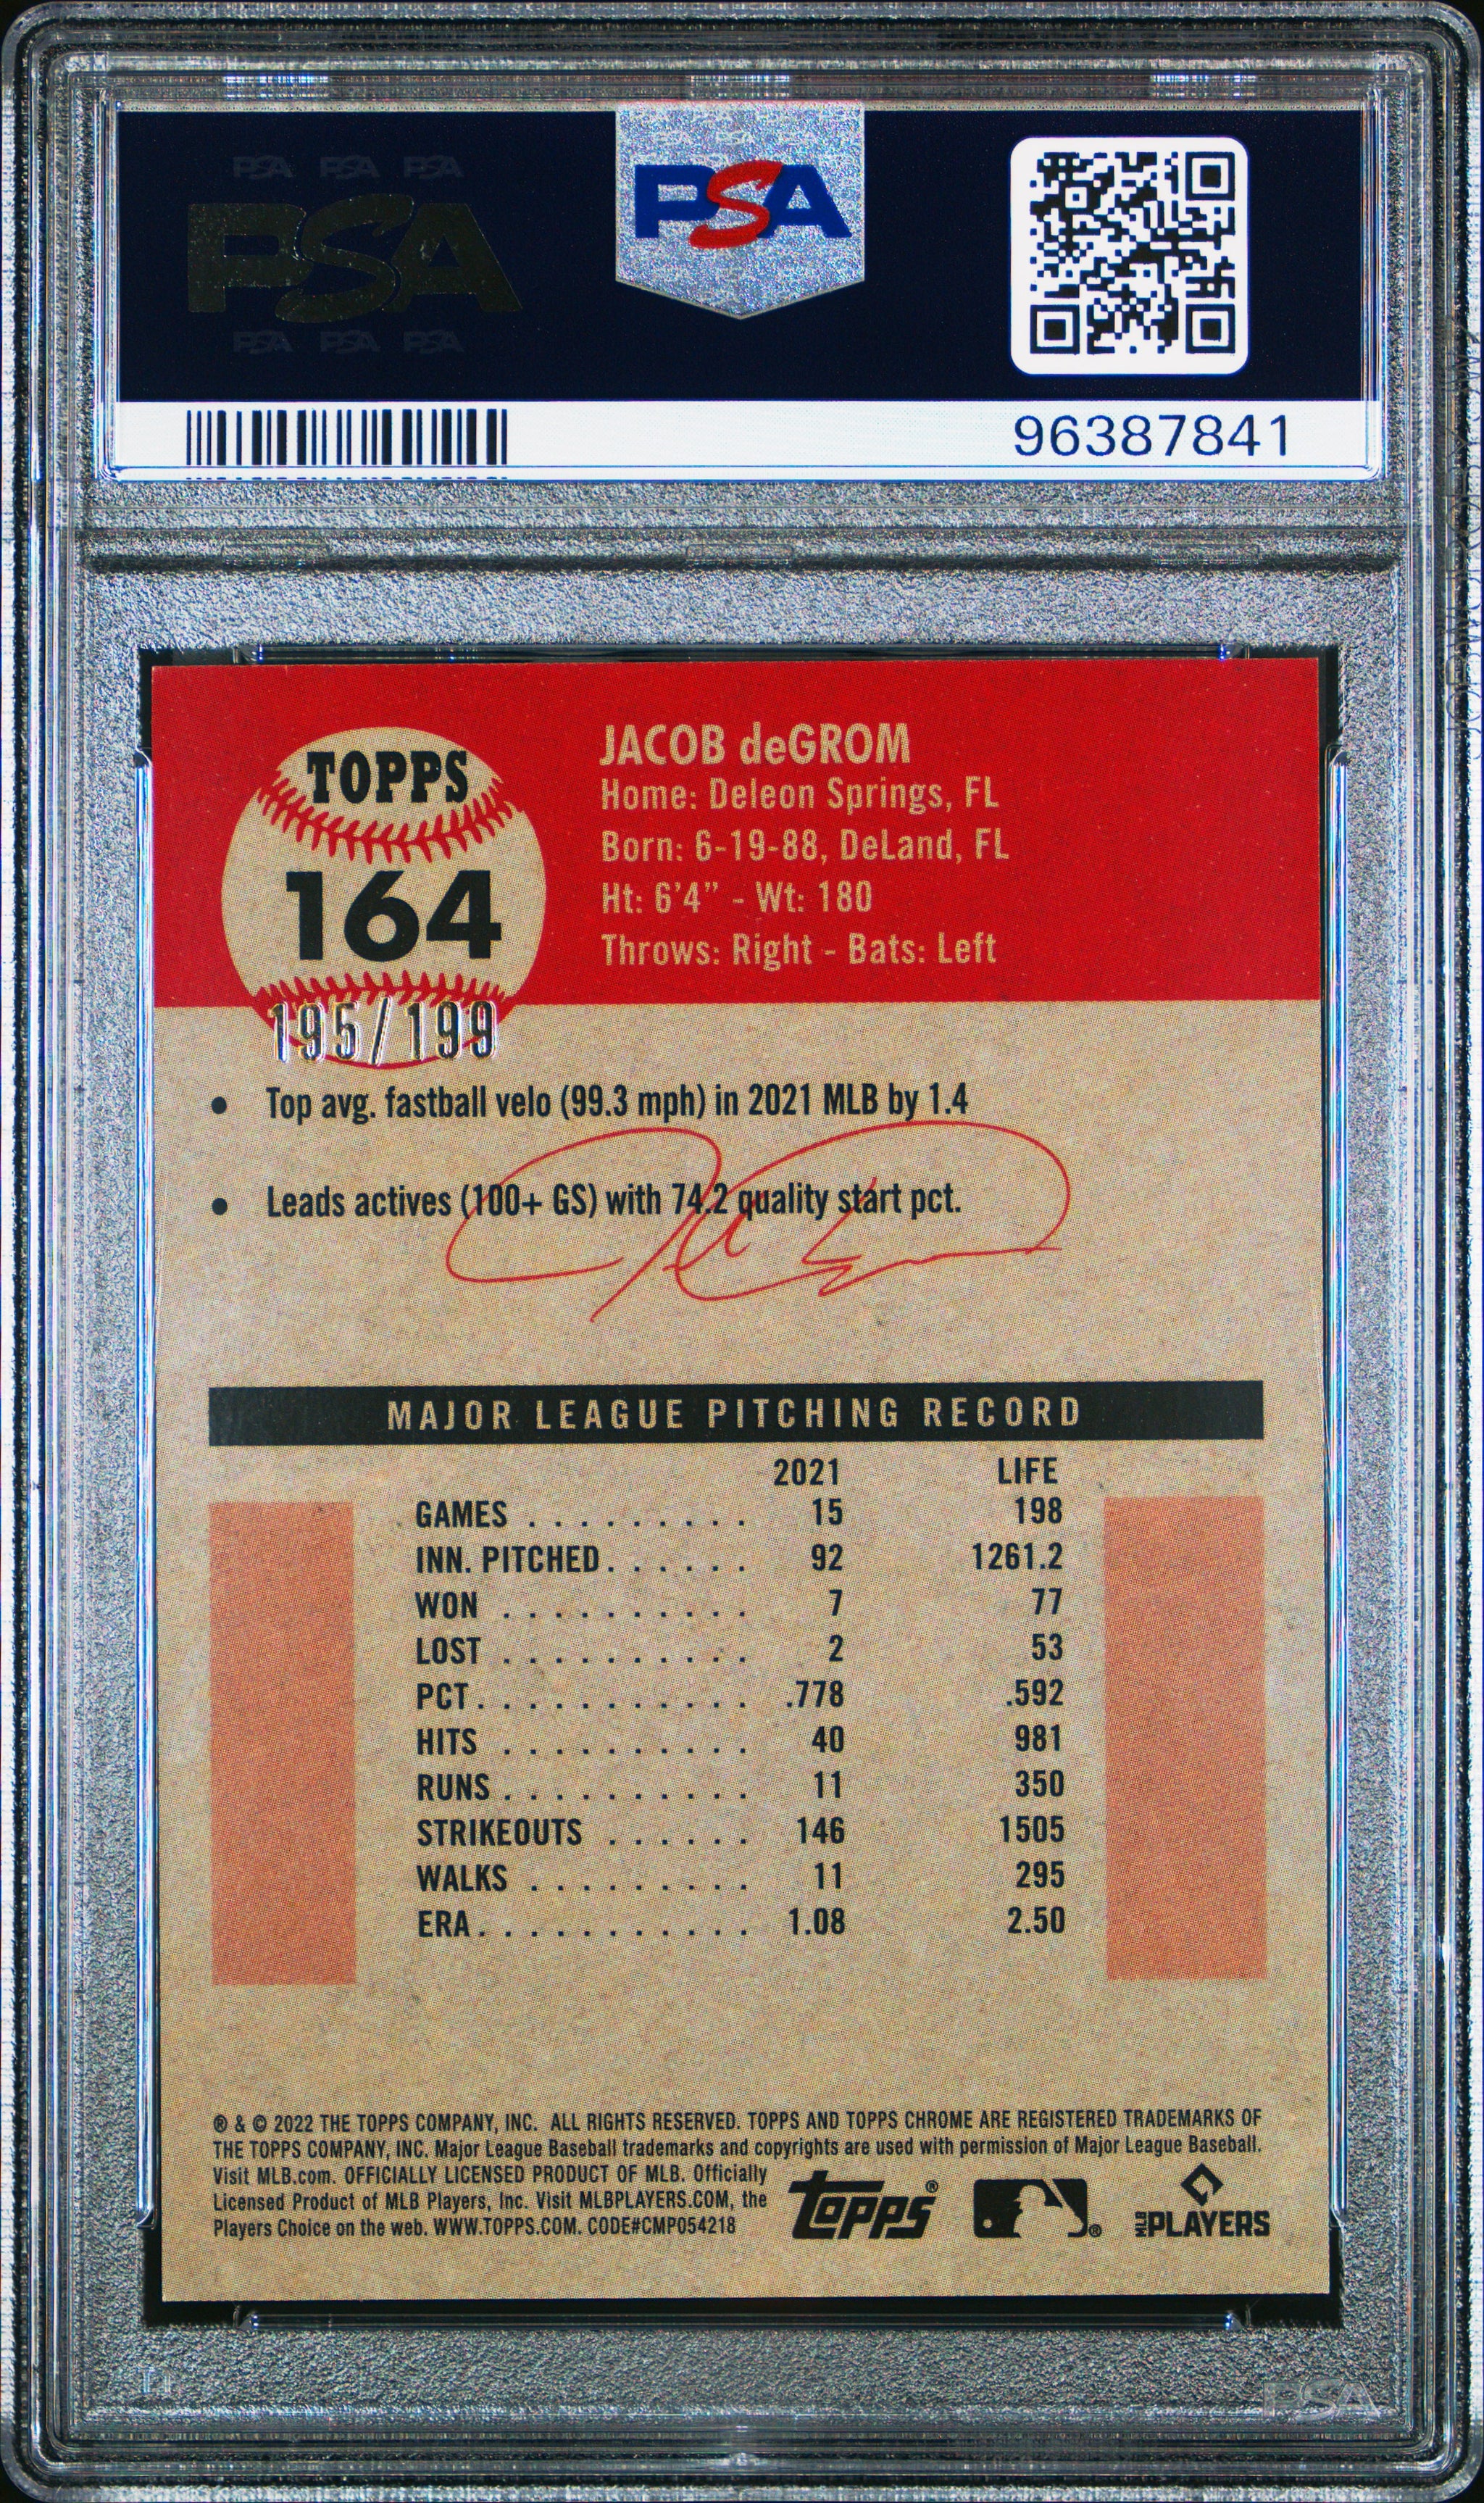 PSA PSA PSA
PSA
PSA PSA PSA
PSA
96387841
TOPPS
164
195/199
JACOB deGROM
Home: Deleon Springs, FL
Born: 6-19-88, DeLand, FL
Ht: 6'4” - Wt: 180
Throws: Right - Bats: Left
• Top avg. fastball velo (99.3 mph) in 2021 MLB by 1.4
• Leads actives (100+ GS) with 74.2 quality start pct.
MAJOR LEAGUE PITCHING RECORD
2021 LIFE
GAMES . . . . . . . . . 15 198
INN. PITCHED . . . . . . 92 1261.2
WON . . . . . . . . . . 7 77
LOST . . . . . . . . . . 2 53
PCT . . . . . . . . . . . .778 .592
HITS . . . . . . . . . . 40 981
RUNS . . . . . . . . . . 11 350
STRIKEOUTS . . . . . . 146 1505
WALKS . . . . . . . . . 11 295
ERA . . . . . . . . . . . 1.08 2.50
® & © 2022 THE TOPPS COMPANY, INC. ALL RIGHTS RESERVED. TOPPS AND TOPPS CHROME ARE REGISTERED TRADEMARKS OF
THE TOPPS COMPANY, INC. Major League Baseball trademarks and copyrights are used with permission of Major League Baseball.
Visit MLB.com. OFFICIALLY LICENSED PRODUCT OF MLB. Officially
Licensed Product of MLB Players, Inc. Visit MLBPLAYERS.COM, the
Players Choice on the web. WWW.TOPPS.COM. CODE#CMP054218
topps®
®
MLB PLAYERS
PSA